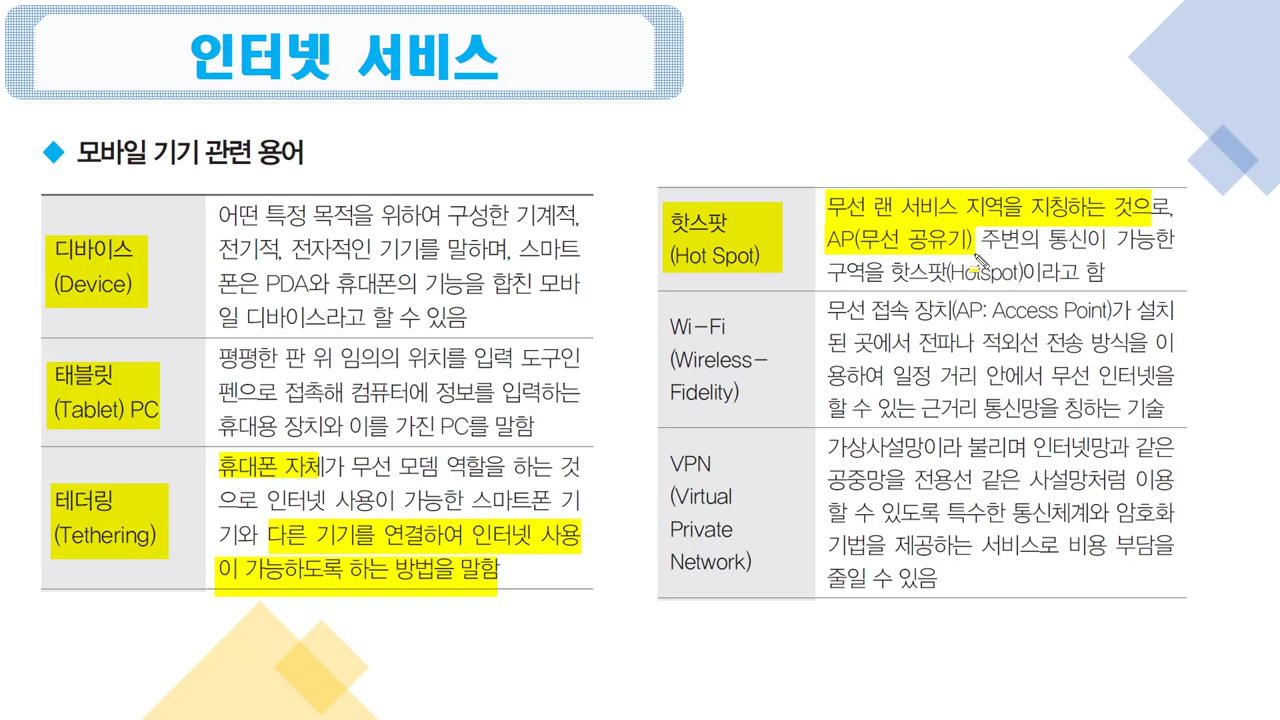 인터넷 서비스
◆ 모바일 기기 관련 용어
디바이스
(Device)
어떤 특정 목적을 위하여 구성한 기계적,
전기적, 전자적인 기기를 말하며, 스마트
폰은 PDA와 휴대폰의 기능을 합친 모바
일 디바이스라고 할 수 있음
태블릿
(Tablet) PC
평평한 판 위 임의의 위치를 입력 도구인
펜으로 접촉해 컴퓨터에 정보를 입력하는
휴대용 장치와 이를 가진 PC를 말함
테더링
(Tethering)
휴대폰 자체가 무선 모뎀 역할을 하는 것
으로 인터넷 사용이 가능한 스마트폰 기
기와 다른 기기를 연결하여 인터넷 사용
이 가능하도록 하는 방법을 말함
핫스팟
(Hot Spot)
무선 랜 서비스 지역을 지칭하는 것으로,
AP(무선 공유기) 주변의 통신이 가능한
구역을 핫스팟(Hotspot)이라고 함
Wi-Fi
(Wireless-
Fidelity)
무선 접속 장치(AP: Access Point)가 설치
된 곳에서 전파나 적외선 전송 방식을 이
용하여 일정 거리 안에서 무선 인터넷을
할 수 있는 근거리 통신망을 칭하는 기술
VPN
(Virtual
Private
Network)
가상사설망이라 불리며 인터넷망과 같은
공중망을 전용선 같은 사설망처럼 이용
할 수 있도록 특수한 통신체계와 암호화
기법을 제공하는 서비스로 비용 부담을
줄일 수 있음